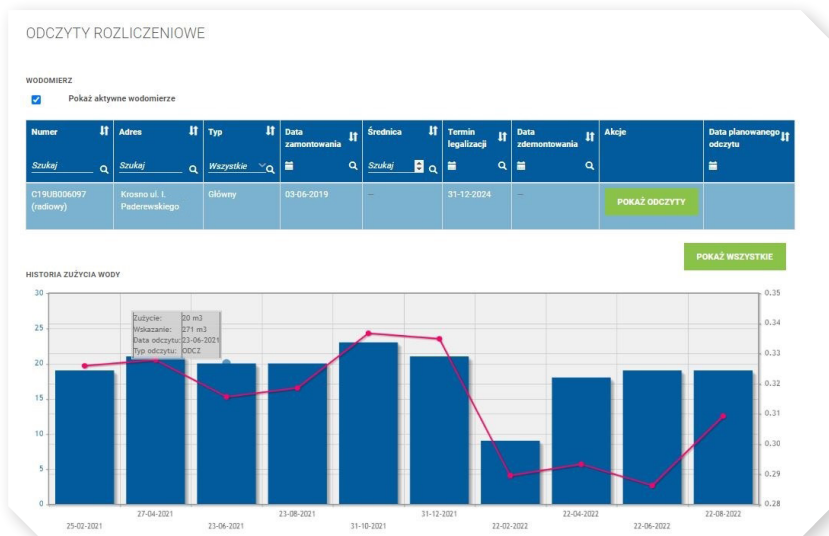 ODCZYTY ROZLICZENIOWE
WODOMIERZ
Pokaż aktywne wodomierze
Numer Adres Typ Data zamontowania Średnica Termin legalizacji Data zdemontowania Akcje Data planowanego odczytu
Szukaj Szukaj Wszystkie Szukaj
C19UB006097 (radiowy) Krosno ul. I. Paderewskiego Główny 03-06-2019 — 31-12-2024 — POKAŻ ODCZYTY
POKAŻ WSZYSTKIE
HISTORIA ZUŻYCIA WODY
30 0.35
25 0.34
20 0.33
15 0.32
10 0.31
5 0.30
0 0.29
0.28
Zużycie: 20 m3
Wskazanie: 271 m3
Data odczytu: 23-06-2021
Typ odczytu: ODCZ
25-02-2021 27-04-2021 23-06-2021 23-08-2021 31-10-2021 31-12-2021 22-02-2022 22-04-2022 22-06-2022 22-08-2022